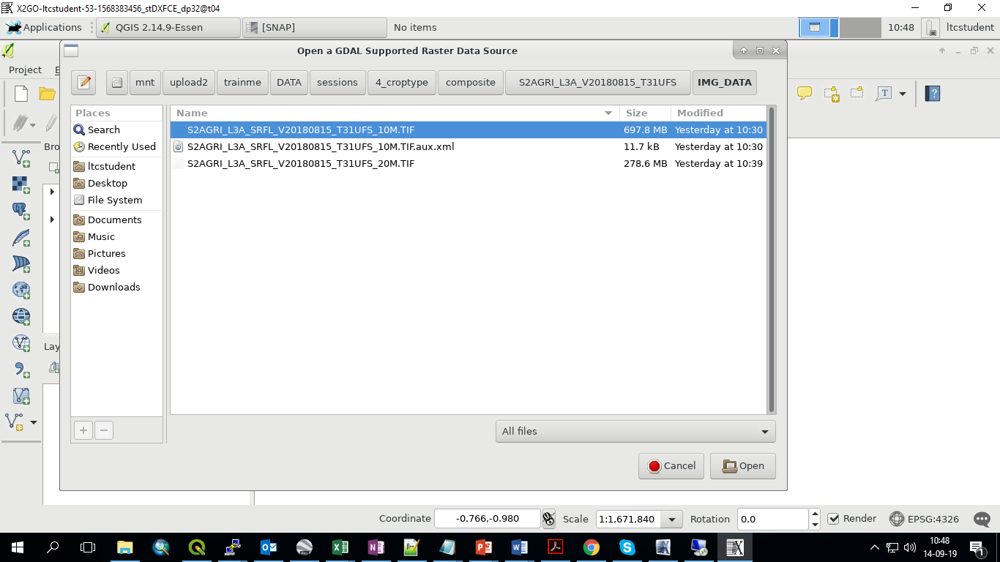 X2GO-ltcstudent-53-1568383456_stDXFCE_dp32@t04
Applications QGIS 2.14.9-Essen [SNAP] No items 10:48 ltcstudent
Open a GDAL Supported Raster Data Source
Project E
mnt upload2 trainme DATA sessions 4_croptype composite S2AGRI_L3A_V20180815_T31UFS IMG_DATA
Places Name Size Modified
Search S2AGRI_L3A_SRFL_V20180815_T31UFS_10M.TIF 697.8 MB Yesterday at 10:30
Bro Recently Used S2AGRI_L3A_SRFL_V20180815_T31UFS_10M.TIF.aux.xml 11.7 kB Yesterday at 10:30
ltcstudent S2AGRI_L3A_SRFL_V20180815_T31UFS_20M.TIF 278.6 MB Yesterday at 10:39
Desktop
File System
Documents
Music
Pictures
Videos
Downloads
Lay
All files
Cancel Open
Coordinate -0.766,-0.980 Scale 1:1,671,840 Rotation 0.0 Render EPSG:4326
10:48
14-09-19
1